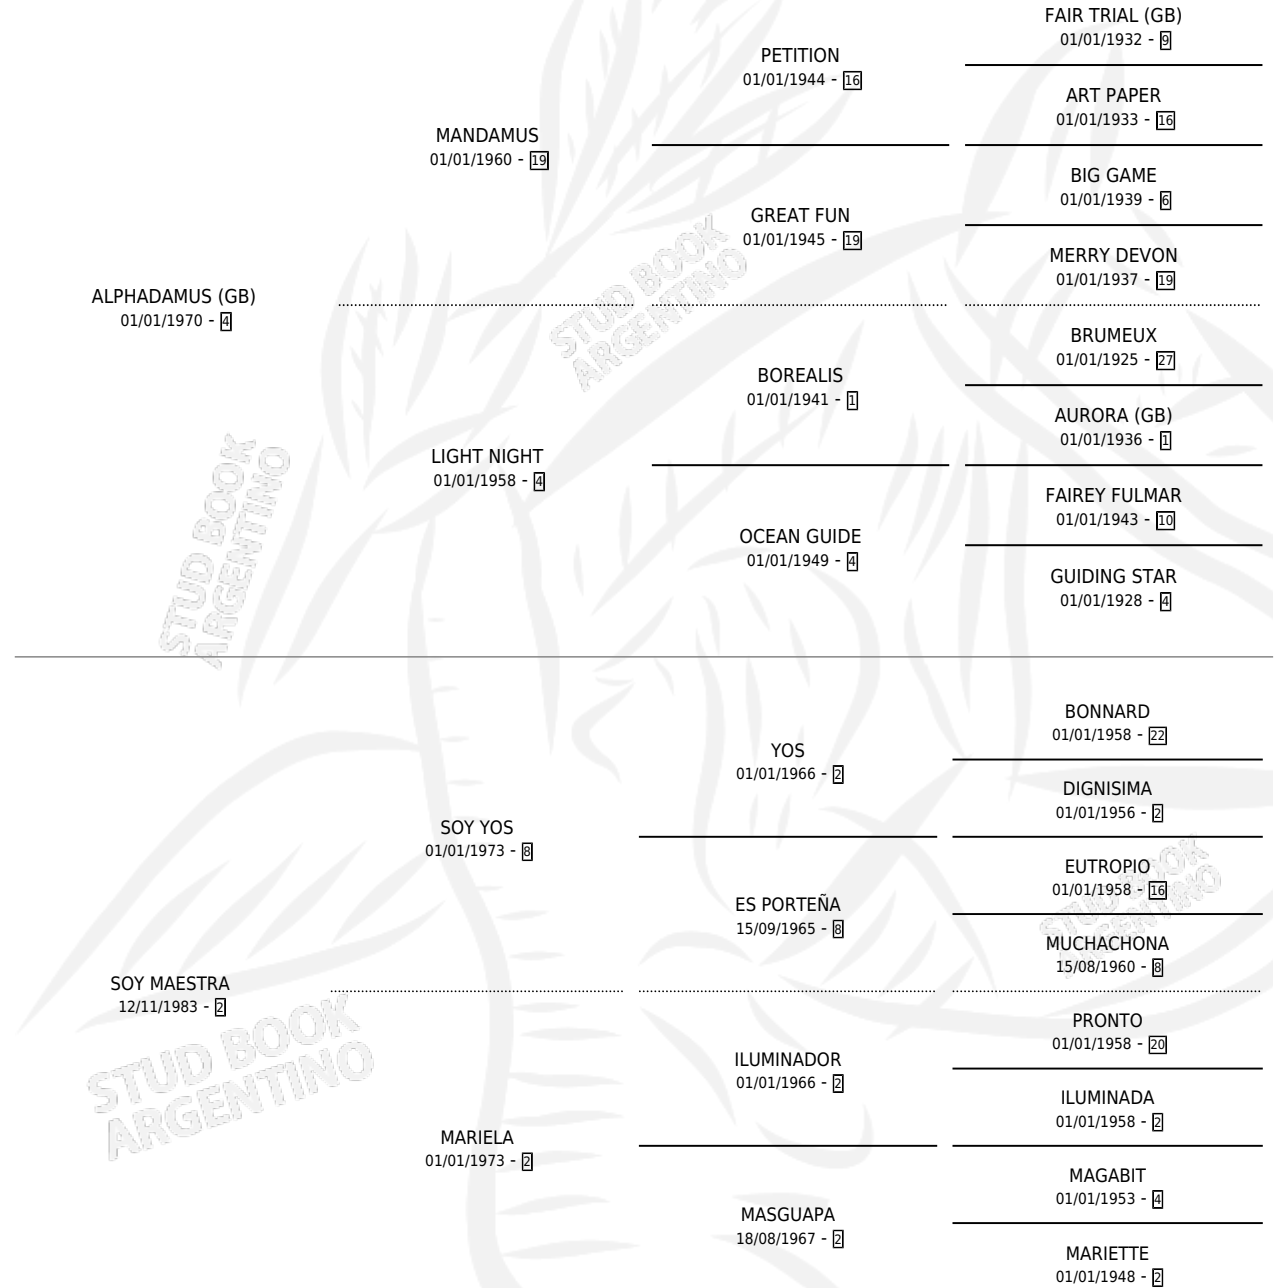 FAIR TRIAL (GB)
01/01/1932 - 9
PETITION
01/01/1944 - 16
ART PAPER
01/01/1933 - 16
MANDAMUS
01/01/1960 - 19
BIG GAME
01/01/1939 - 6
GREAT FUN
01/01/1945 - 19
MERRY DEVON
01/01/1937 - 19
ALPHADAMUS (GB)
01/01/1970 - 4
BRUMEUX
01/01/1925 - 27
BOREALIS
01/01/1941 - 1
AURORA (GB)
01/01/1936 - 1
LIGHT NIGHT
01/01/1958 - 4
FAIREY FULMAR
01/01/1943 - 10
OCEAN GUIDE
01/01/1949 - 4
GUIDING STAR
01/01/1928 - 4
STUD BOOK
ARGENTINO
STUD BOOK
ARGENTINO
BONNARD
01/01/1958 - 22
YOS
01/01/1966 - 2
DIGNISIMA
01/01/1956 - 2
SOY YOS
01/01/1973 - 8
EUTROPIO
01/01/1958 - 16
ES PORTEÑA
15/09/1965 - 8
MUCHACHONA
15/08/1960 - 8
SOY MAESTRA
12/11/1983 - 2
PRONTO
01/01/1958 - 20
ILUMINADOR
01/01/1966 - 2
ILUMINADA
01/01/1958 - 2
MARIELA
01/01/1973 - 2
MAGABIT
01/01/1953 - 4
MASGUAPA
18/08/1967 - 2
MARIETTE
01/01/1948 - 2
STUD BOOK
ARGENTINO
STUD BOOK
ARGENTINO